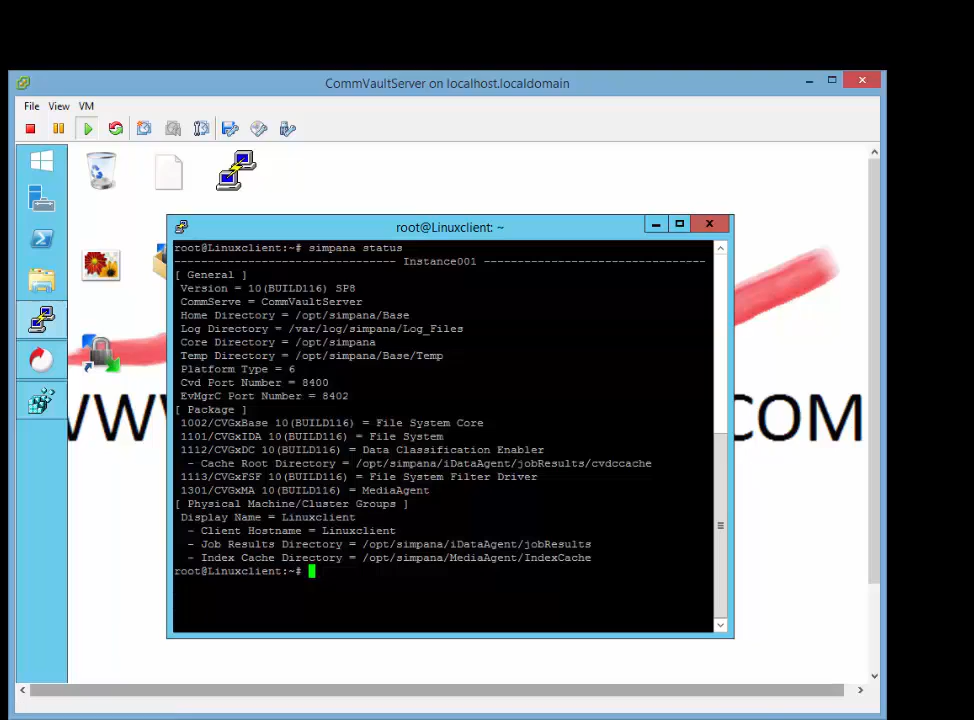 CommVaultServer on localhost.localdomain
File View VM
root@Linuxclient: ~
root@Linuxclient:~# simpana status
-------------------------------- Instance001 ---------------------------------
[ General ]
Version = 10(BUILD116) SP8
CommServe = CommVaultServer
Home Directory = /opt/simpana/Base
Log Directory = /var/log/simpana/Log_Files
Core Directory = /opt/simpana
Temp Directory = /opt/simpana/Base/Temp
Platform Type = 6
Cvd Port Number = 8400
EvMgrC Port Number = 8402
[ Package ]
1002/CVGxBase 10(BUILD116) = File System Core
1101/CVGxIDA 10(BUILD116) = File System
1112/CVGxDC 10(BUILD116) = Data Classification Enabler
- Cache Root Directory = /opt/simpana/iDataAgent/jobResults/cvdccache
1113/CVGxFSF 10(BUILD116) = File System Filter Driver
1301/CVGxMA 10(BUILD116) = MediaAgent
[ Physical Machine/Cluster Groups ]
Display Name = Linuxclient
- Client Hostname = Linuxclient
- Job Results Directory = /opt/simpana/iDataAgent/jobResults
- Index Cache Directory = /opt/simpana/MediaAgent/IndexCache
root@Linuxclient:~#
COM